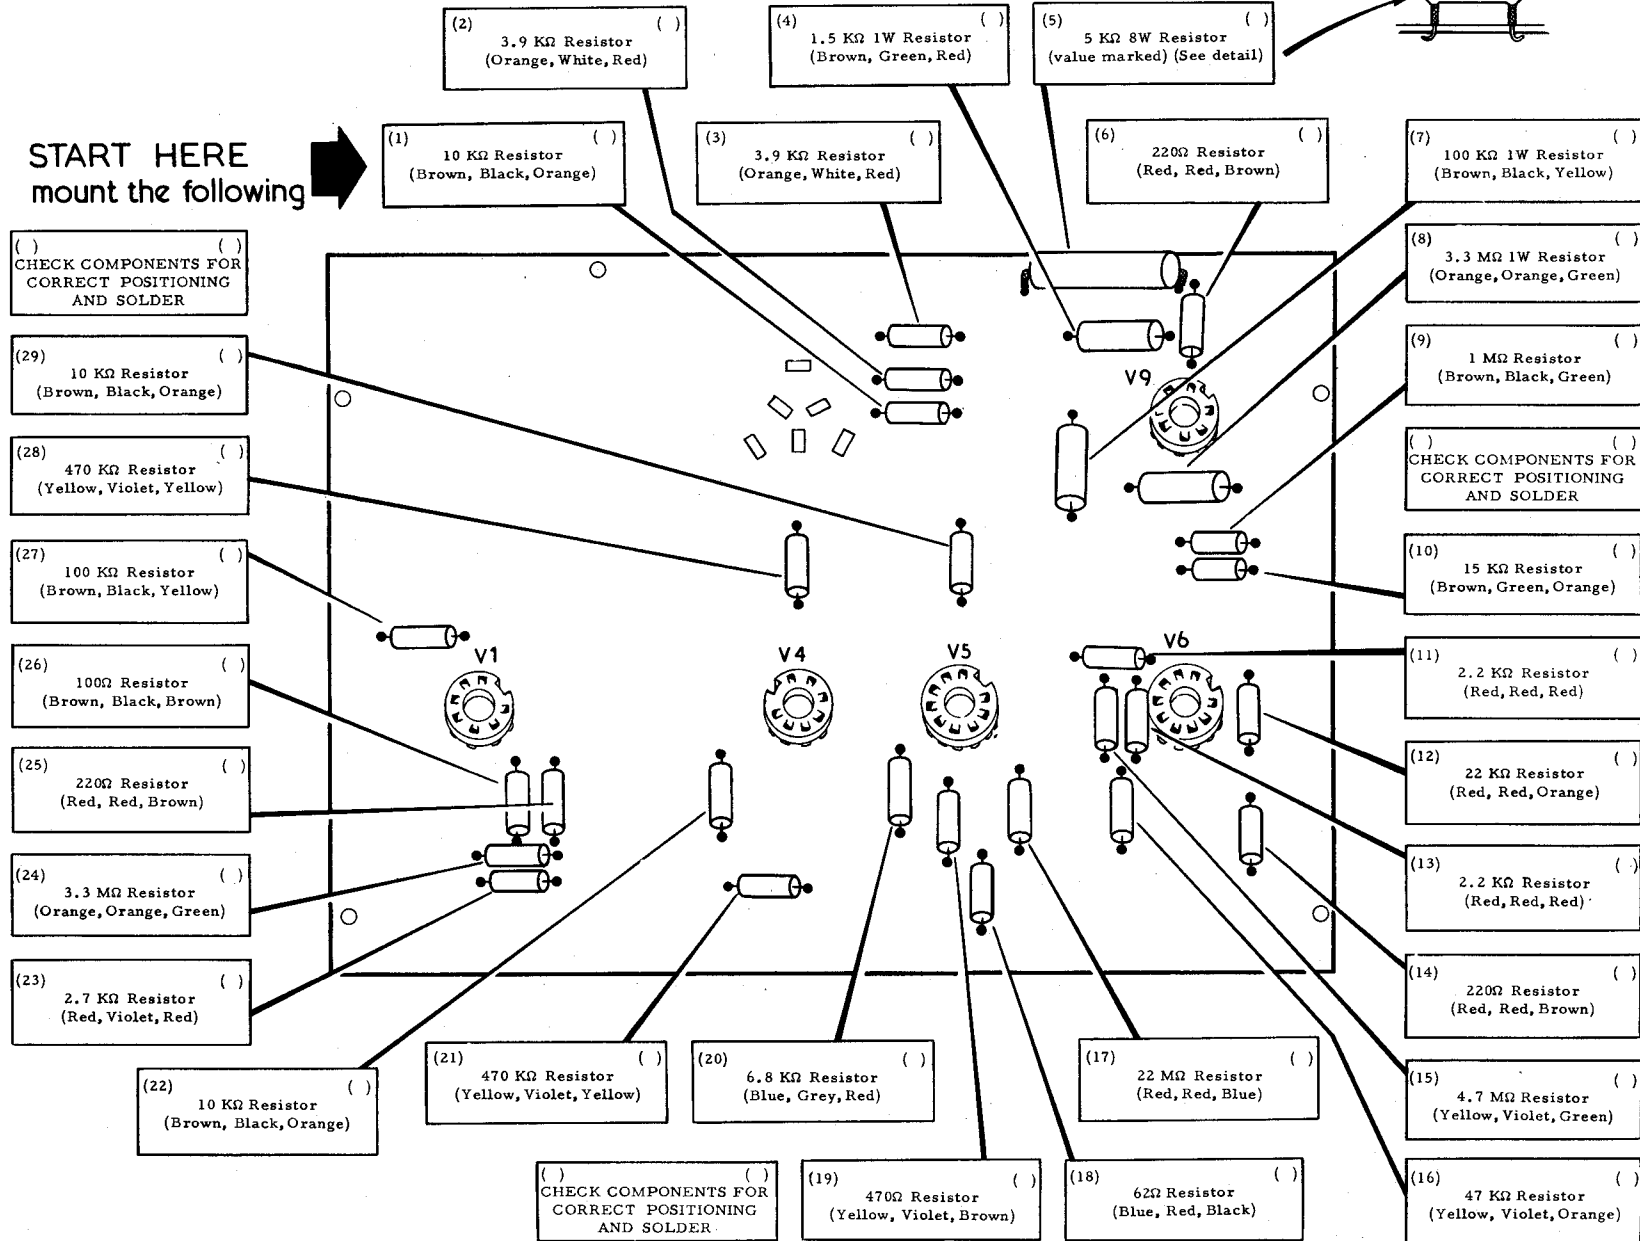 START HERE
mount the following
(1) ( )
10 KΩ Resistor
(Brown, Black, Orange)
(2) ( )
3.9 KΩ Resistor
(Orange, White, Red)
(3) ( )
3.9 KΩ Resistor
(Orange, White, Red)
(4) ( )
1.5 KΩ 1W Resistor
(Brown, Green, Red)
(5) ( )
5 KΩ 8W Resistor
(value marked) (See detail)
(6) ( )
220Ω Resistor
(Red, Red, Brown)
(7) ( )
100 KΩ 1W Resistor
(Brown, Black, Yellow)
(8) ( )
3.3 MΩ 1W Resistor
(Orange, Orange, Green)
(9) ( )
1 MΩ Resistor
(Brown, Black, Green)
( ) ( )
CHECK COMPONENTS FOR
CORRECT POSITIONING
AND SOLDER
(10) ( )
15 KΩ Resistor
(Brown, Green, Orange)
(11) ( )
2.2 KΩ Resistor
(Red, Red, Red)
(12) ( )
22 KΩ Resistor
(Red, Red, Orange)
(13) ( )
2.2 KΩ Resistor
(Red, Red, Red)
(14) ( )
220Ω Resistor
(Red, Red, Brown)
(15) ( )
4.7 MΩ Resistor
(Yellow, Violet, Green)
(16) ( )
47 KΩ Resistor
(Yellow, Violet, Orange)
(17) ( )
22 MΩ Resistor
(Red, Red, Blue)
(18) ( )
62Ω Resistor
(Blue, Red, Black)
(19) ( )
470Ω Resistor
(Yellow, Violet, Brown)
( ) ( )
CHECK COMPONENTS FOR
CORRECT POSITIONING
AND SOLDER
(20) ( )
6.8 KΩ Resistor
(Blue, Grey, Red)
(21) ( )
470 KΩ Resistor
(Yellow, Violet, Yellow)
(22) ( )
10 KΩ Resistor
(Brown, Black, Orange)
(23) ( )
2.7 KΩ Resistor
(Red, Violet, Red)
(24) ( )
3.3 MΩ Resistor
(Orange, Orange, Green)
(25) ( )
220Ω Resistor
(Red, Red, Brown)
(26) ( )
100Ω Resistor
(Brown, Black, Brown)
(27) ( )
100 KΩ Resistor
(Brown, Black, Yellow)
(28) ( )
470 KΩ Resistor
(Yellow, Violet, Yellow)
(29) ( )
10 KΩ Resistor
(Brown, Black, Orange)
( ) ( )
CHECK COMPONENTS FOR
CORRECT POSITIONING
AND SOLDER
V9
V1
V4
V5
V6